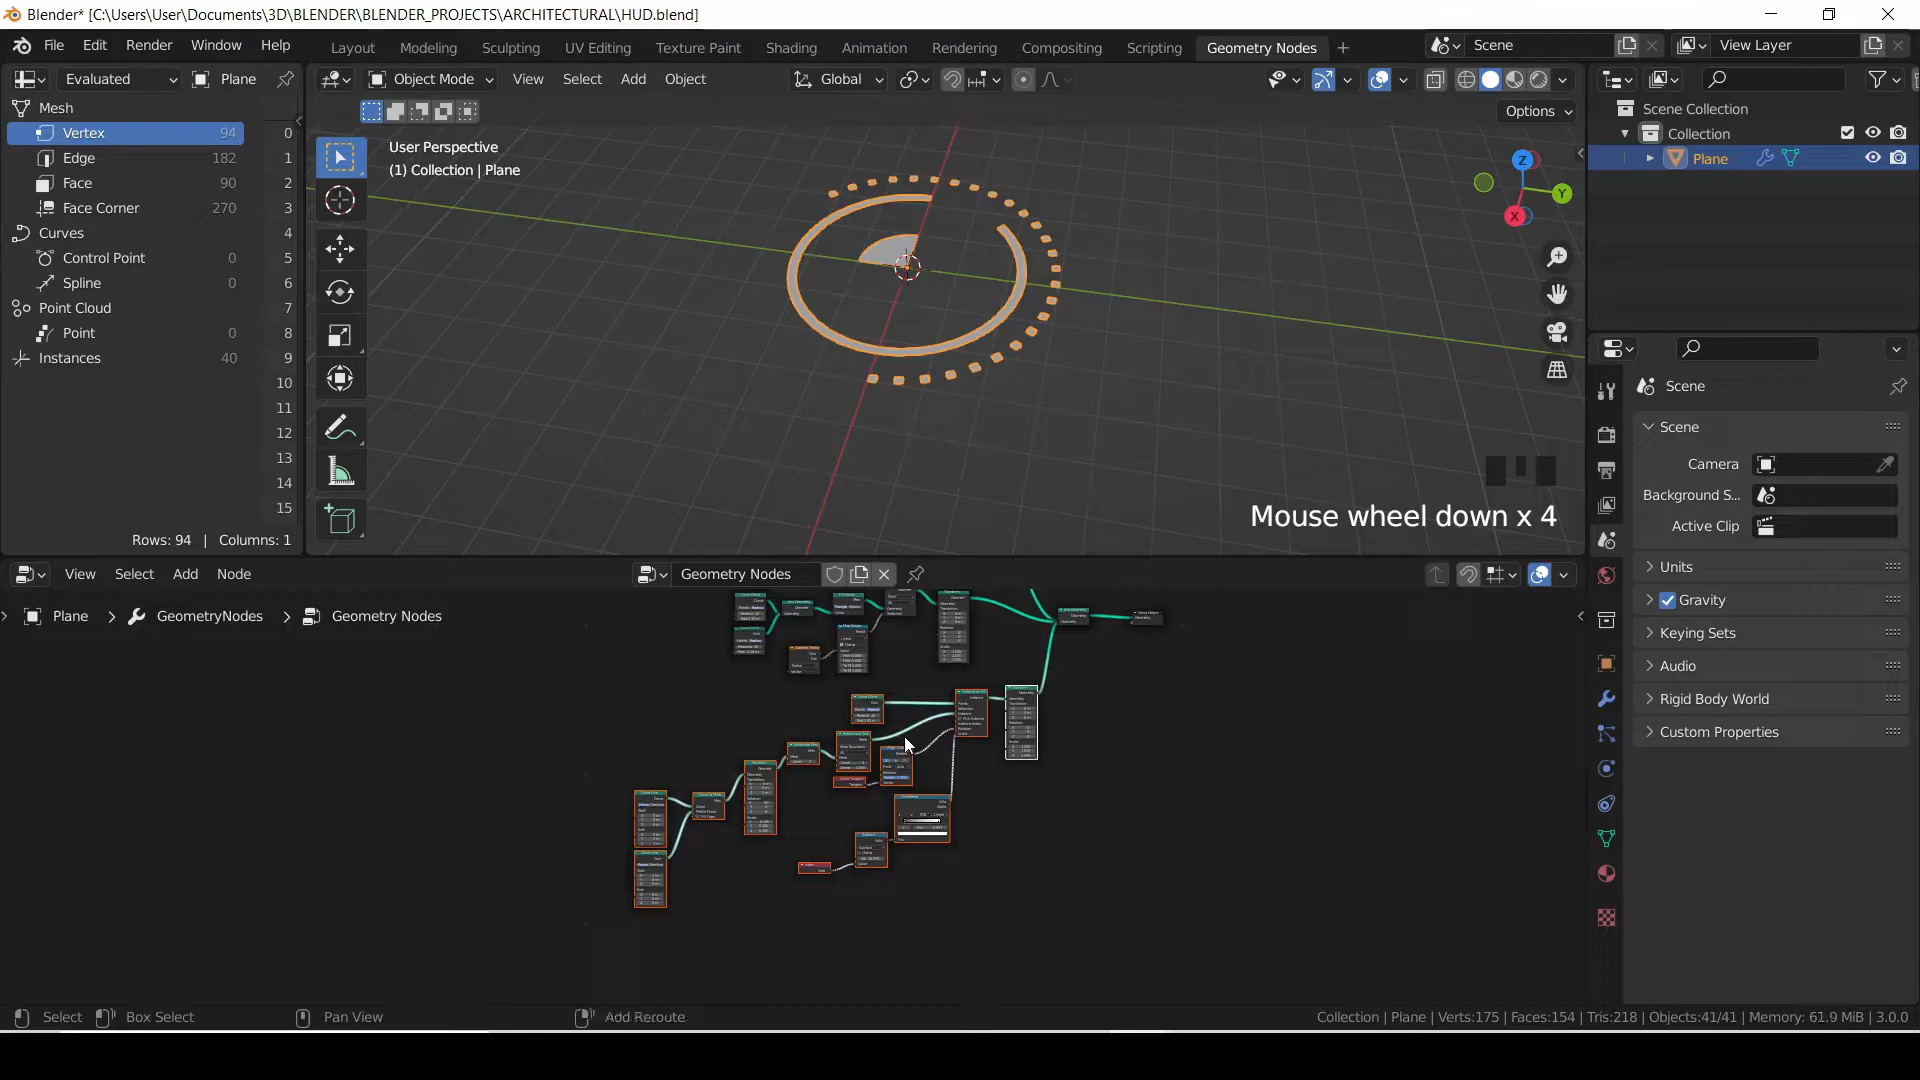 Blender* [C:\Users\User\Documents\3D\BLENDER\BLENDER_PROJECTS\ARCHITECTURAL\HUD.blend]
File Edit Render Window Help Layout Modeling Sculpting UV Editing Texture Paint Shading Animation Rendering Compositing Scripting Geometry Nodes + Scene View Layer
Evaluated Plane Object Mode View Select Add Object Global
Options
Mesh
Vertex 94 0
Edge 182 1
Face 90 2
Face Corner 270 3
Curves 4
Control Point 0 5
Spline 0 6
Point Cloud 7
Point 0 8
Instances 40 9
10
11
12
13
14
15
Rows: 94 | Columns: 1
User Perspective
(1) Collection | Plane
Z
Y
X
Mouse wheel down x 4
Scene Collection
Collection
Plane
Scene
Scene
Camera
Background S...
Active Clip
Units
Gravity
Keying Sets
Audio
Rigid Body World
Custom Properties
View Select Add Node Geometry Nodes
Plane > GeometryNodes > Geometry Nodes
Select Box Select Pan View Add Reroute Collection | Plane | Verts:175 | Faces:154 | Tris:218 | Objects:41/41 | Memory: 61.9 MiB | 3.0.0